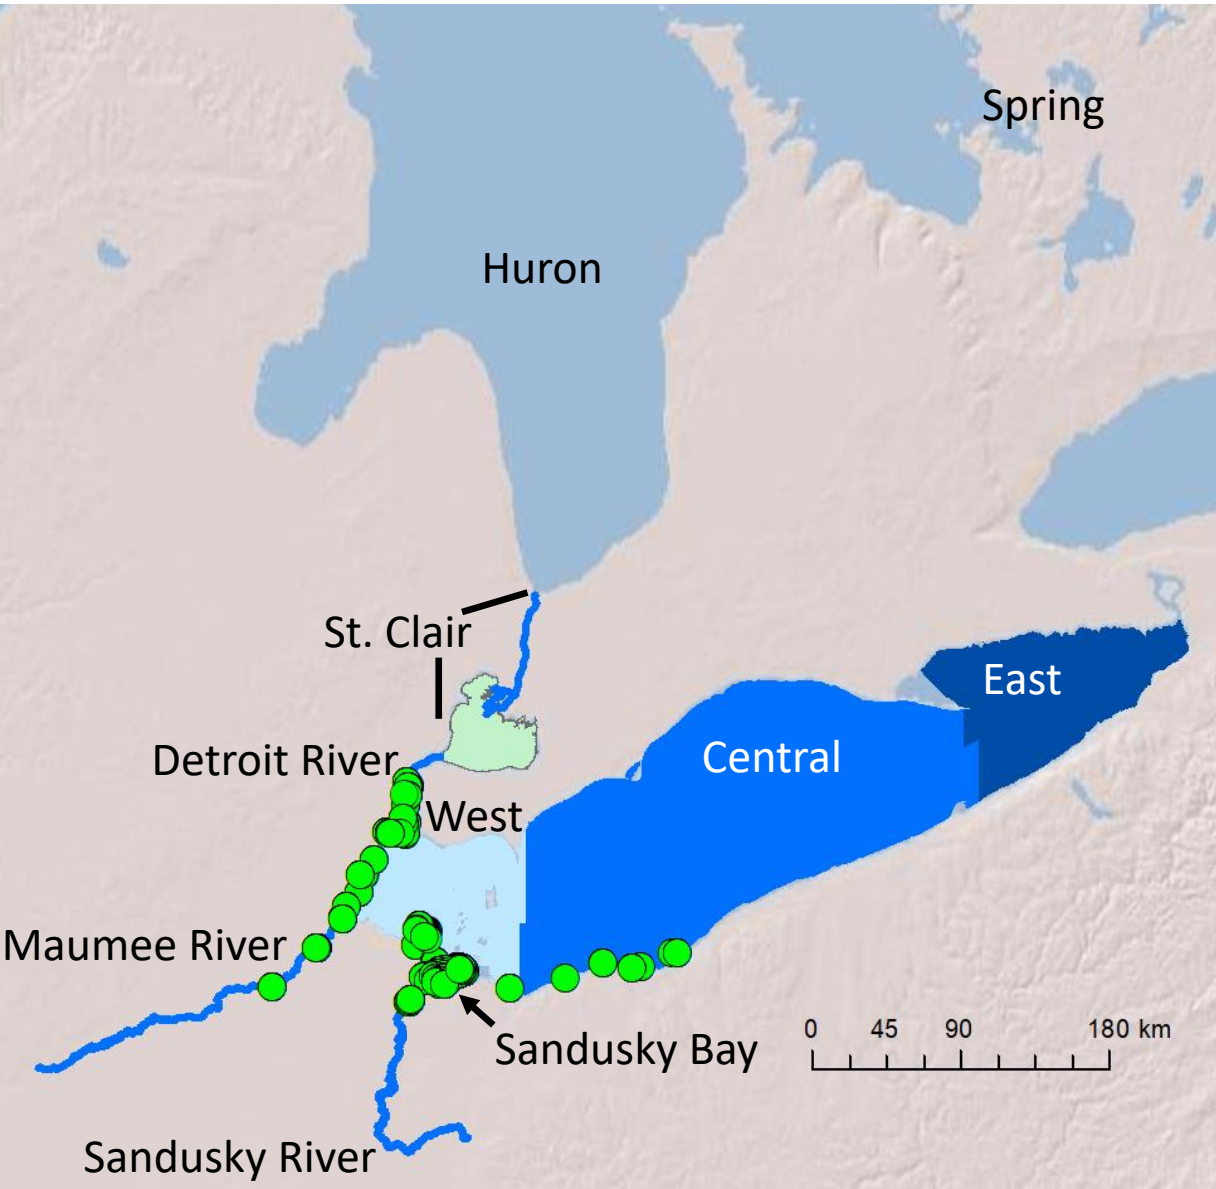 Spring
Huron
St. Clair
East
Detroit River
Central
West
Maumee River
0 45 90 180 km
Sandusky Bay
Sandusky River